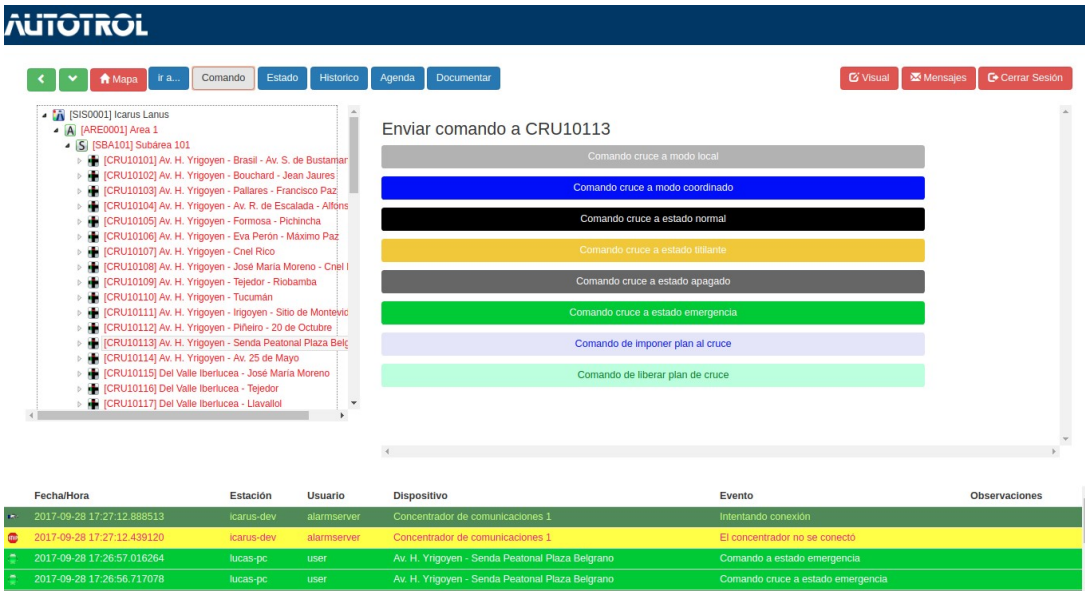 AUTOTROL
Mapa ir a... Comando Estado Historico Agenda Documentar Visual Mensajes Cerrar Sesión
[SIS0001] Icarus Lanus
[ARE0001] Area 1
[SBA101] Subárea 101
[CRU10101] Av. H. Yrigoyen - Brasil - Av. S. de Bustaman
[CRU10102] Av. H. Yrigoyen - Bouchard - Jean Jaures
[CRU10103] Av. H. Yrigoyen - Pallares - Francisco Paz
[CRU10104] Av. H. Yrigoyen - Av. R. de Escalada - Alfons
[CRU10105] Av. H. Yrigoyen - Formosa - Pichincha
[CRU10106] Av. H. Yrigoyen - Eva Perón - Máximo Paz
[CRU10107] Av. H. Yrigoyen - Cnel Rico
[CRU10108] Av. H. Yrigoyen - José María Moreno - Cnel
[CRU10109] Av. H. Yrigoyen - Tejedor - Riobamba
[CRU10110] Av. H. Yrigoyen - Tucumán
[CRU10111] Av. H. Yrigoyen - Irigoyen - Sitio de Montevid
[CRU10112] Av. H. Yrigoyen - Piñeiro - 20 de Octubre
[CRU10113] Av. H. Yrigoyen - Senda Peatonal Plaza Belg
[CRU10114] Av. H. Yrigoyen - Av. 25 de Mayo
[CRU10115] Del Valle Iberlucea - José María Moreno
[CRU10116] Del Valle Iberlucea - Tejedor
[CRU10117] Del Valle Iberlucea - Llavallol
Enviar comando a CRU10113
Comando cruce a modo local
Comando cruce a modo coordinado
Comando cruce a estado normal
Comando cruce a estado titilante
Comando cruce a estado apagado
Comando cruce a estado emergencia
Comando de imponer plan al cruce
Comando de liberar plan de cruce
Fecha/Hora Estación Usuario Dispositivo Evento Observaciones
2017-09-28 17:27:12.888513 icarus-dev alarmserver Concentrador de comunicaciones 1 Intentando conexión
2017-09-28 17:27:12.439120 icarus-dev alarmserver Concentrador de comunicaciones 1 El concentrador no se conectó
2017-09-28 17:26:57.016264 lucas-pc user Av. H. Yrigoyen - Senda Peatonal Plaza Belgrano Comando a estado emergencia
2017-09-28 17:26:56.717078 lucas-pc user Av. H. Yrigoyen - Senda Peatonal Plaza Belgrano Comando cruce a estado emergencia